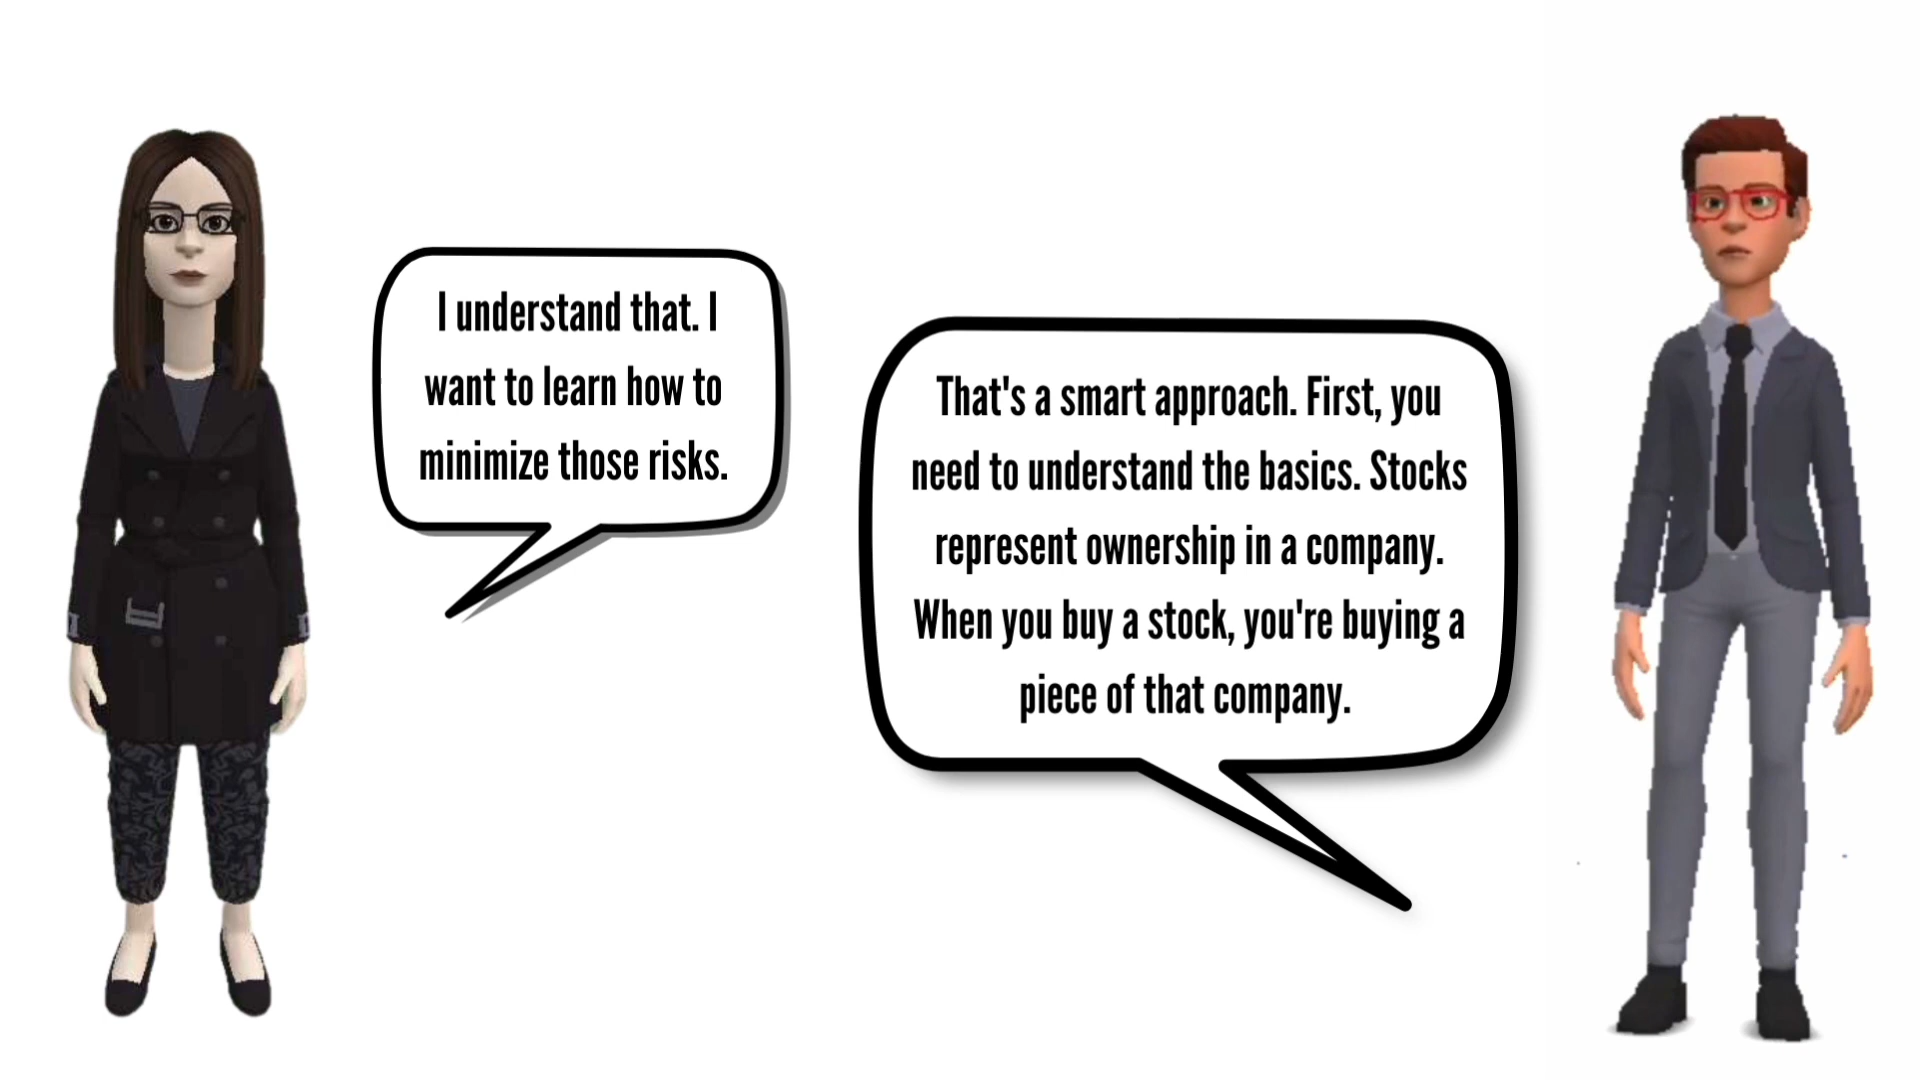 I understand that. I
want to learn how to
minimize those risks.
That's a smart approach. First, you
need to understand the basics. Stocks
represent ownership in a company.
When you buy a stock, you're buying a
piece of that company.